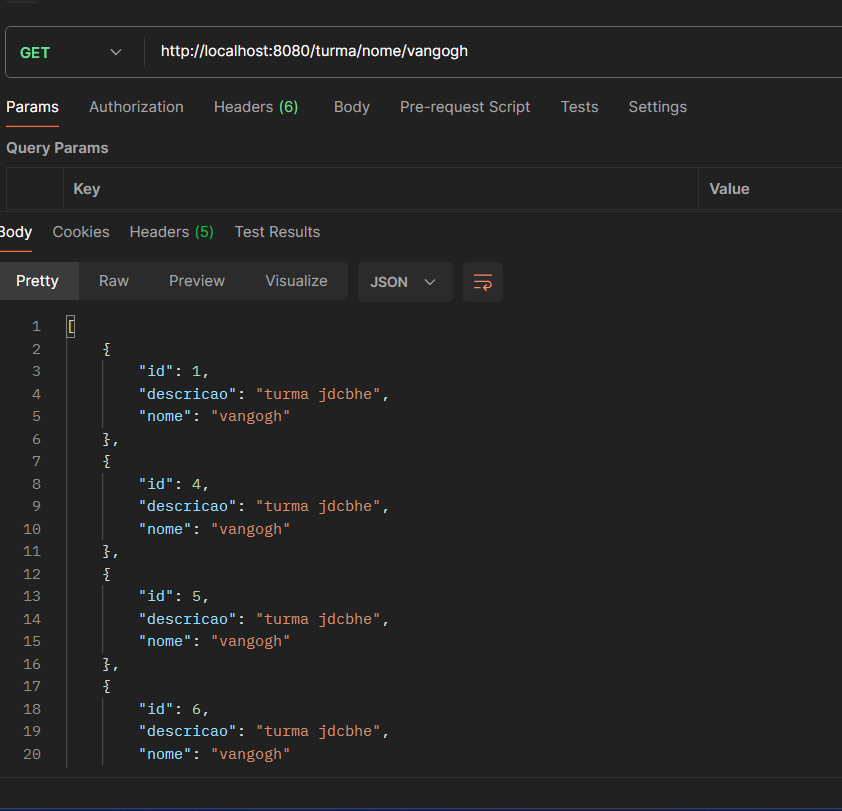 GET http://localhost:8080/turma/nome/vangogh
Params Authorization Headers (6) Body Pre-request Script Tests Settings
Query Params
Key Value
Body Cookies Headers (5) Test Results
Pretty Raw Preview Visualize JSON
1 [
2 {
3 "id": 1,
4 "descricao": "turma jdcbhe",
5 "nome": "vangogh"
6 },
7 {
8 "id": 4,
9 "descricao": "turma jdcbhe",
10 "nome": "vangogh"
11 },
12 {
13 "id": 5,
14 "descricao": "turma jdcbhe",
15 "nome": "vangogh"
16 },
17 {
18 "id": 6,
19 "descricao": "turma jdcbhe",
20 "nome": "vangogh"